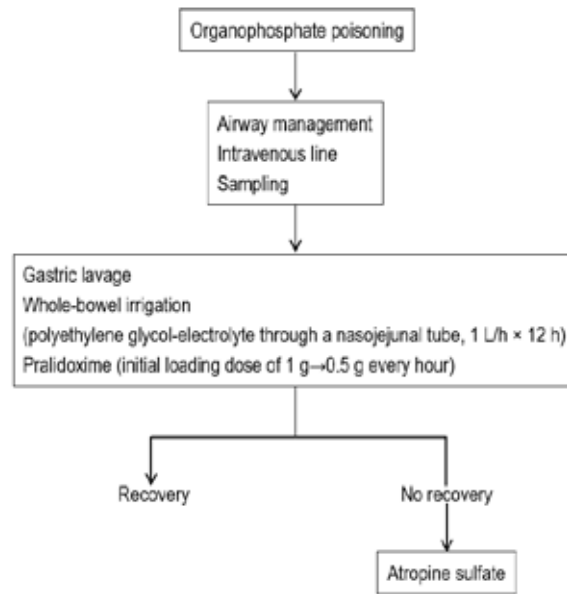 Organophosphate poisoning
Airway management
Intravenous line
Sampling
Gastric lavage
Whole-bowel irrigation
(polyethylene glycol-electrolyte through a nasojejunal tube, 1 L/h × 12 h)
Pralidoxime (initial loading dose of 1 g→0.5 g every hour)
Recovery
No recovery
Atropine sulfate